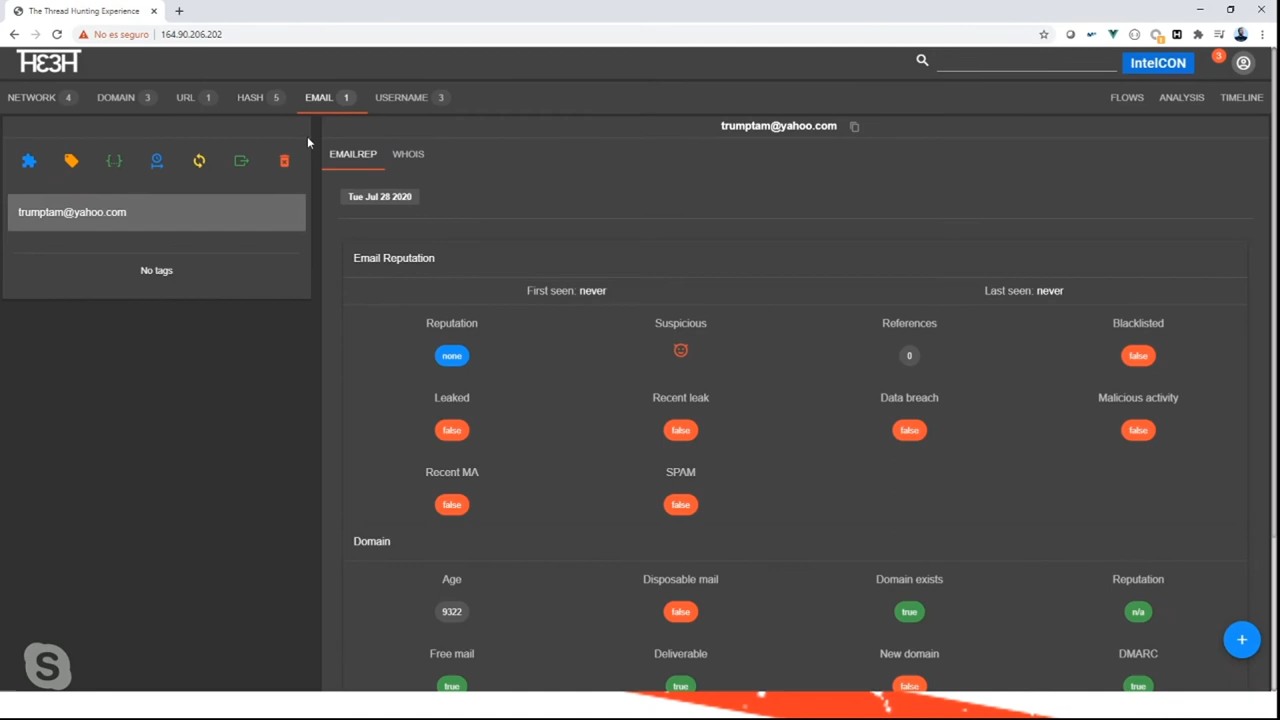 The Thread Hunting Experience
No es seguro
164.90.206.202
H
TH3H
IntelCON
3
NETWORK 4
DOMAIN 3
URL 1
HASH 5
EMAIL 1
USERNAME 3
FLOWS
ANALYSIS
TIMELINE
trumptam@yahoo.com
{..}
trumptam@yahoo.com
No tags
EMAILREP
WHOIS
Tue Jul 28 2020
Email Reputation
First seen: never
Last seen: never
Reputation
Suspicious
References
Blacklisted
none
0
false
Leaked
Recent leak
Data breach
Malicious activity
false
false
false
false
Recent MA
SPAM
false
false
Domain
Age
Disposable mail
Domain exists
Reputation
9322
false
true
n/a
Free mail
Deliverable
New domain
DMARC
true
true
false
true
S